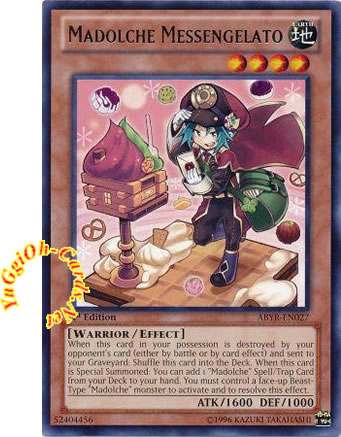 MADOLCHE MESSENGELATO
EARTH
地
YuGgiOh-Cards.Net
Edition
ABYR-EN027
[WARRIOR / EFFECT]
When this card in your possession is destroyed by your
opponent's card (either by battle or by card effect) and sent to
your Graveyard: Shuffle this card into the Deck. When this card
is Special Summoned: You can add 1 "Madolche" Spell/Trap Card
from your Deck to your hand. You must control a face-up Beast-
Type "Madolche" monster to activate and to resolve this effect.
ATK/1600 DEF/1000
52404456
©1996 KAZUKI TAKAHASHI